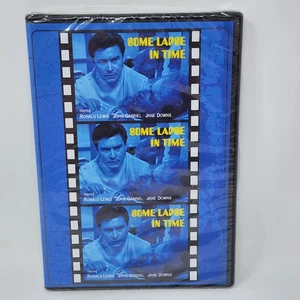 SOME LAPSE
IN TIME
Starring
RONALD LEWIS JOHN GABRIEL JANE DOWNS
SOME LAPSE
IN TIME
Starring
RONALD LEWIS JOHN GABRIEL JANE DOWNS
SOME LAPSE
IN TIME
Starring
RONALD LEWIS JOHN GABRIEL JANE DOWNS